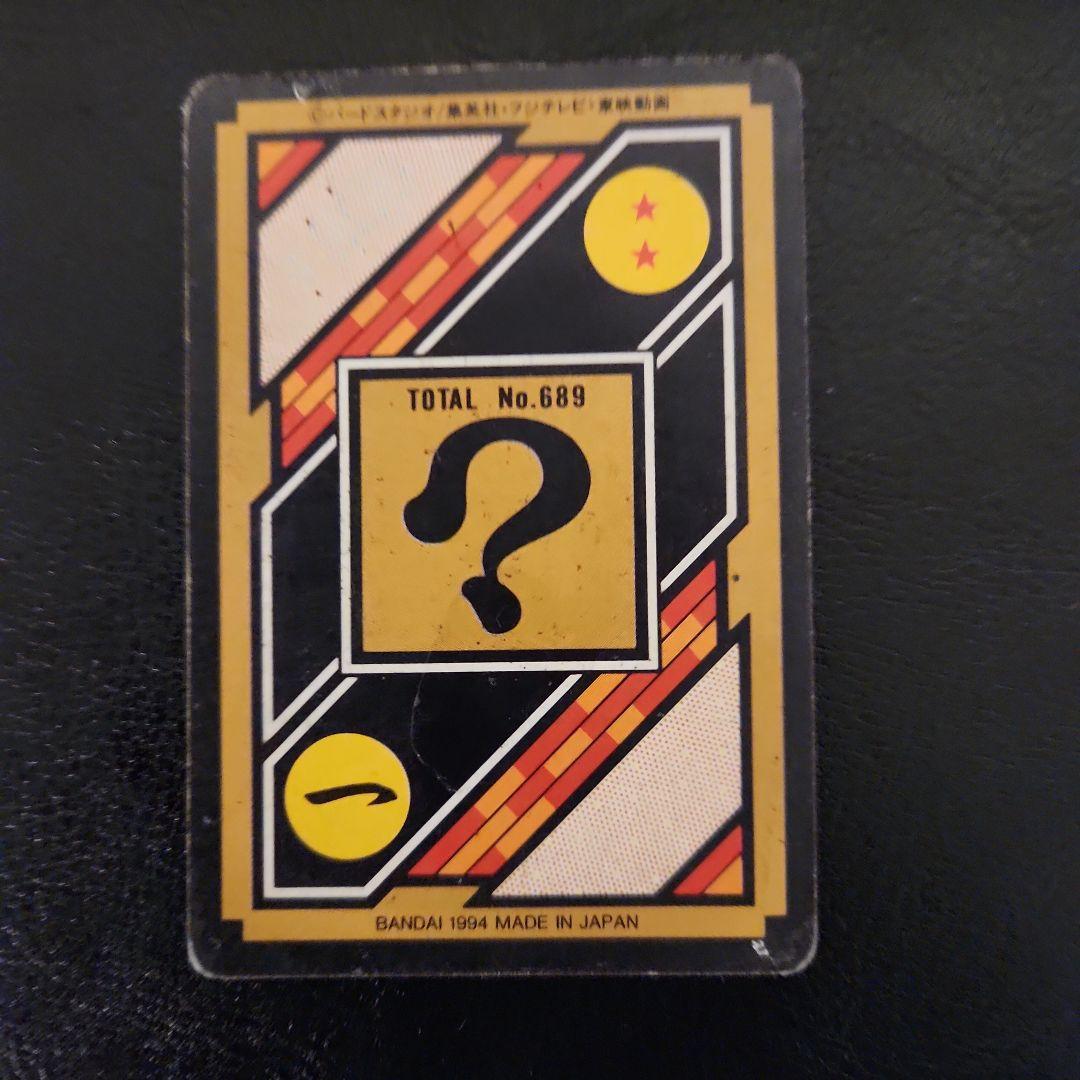 ©バードスタジオ/集英社・フジテレビ・東映動画
TOTAL No.689
?
一
BANDAI 1994 MADE IN JAPAN